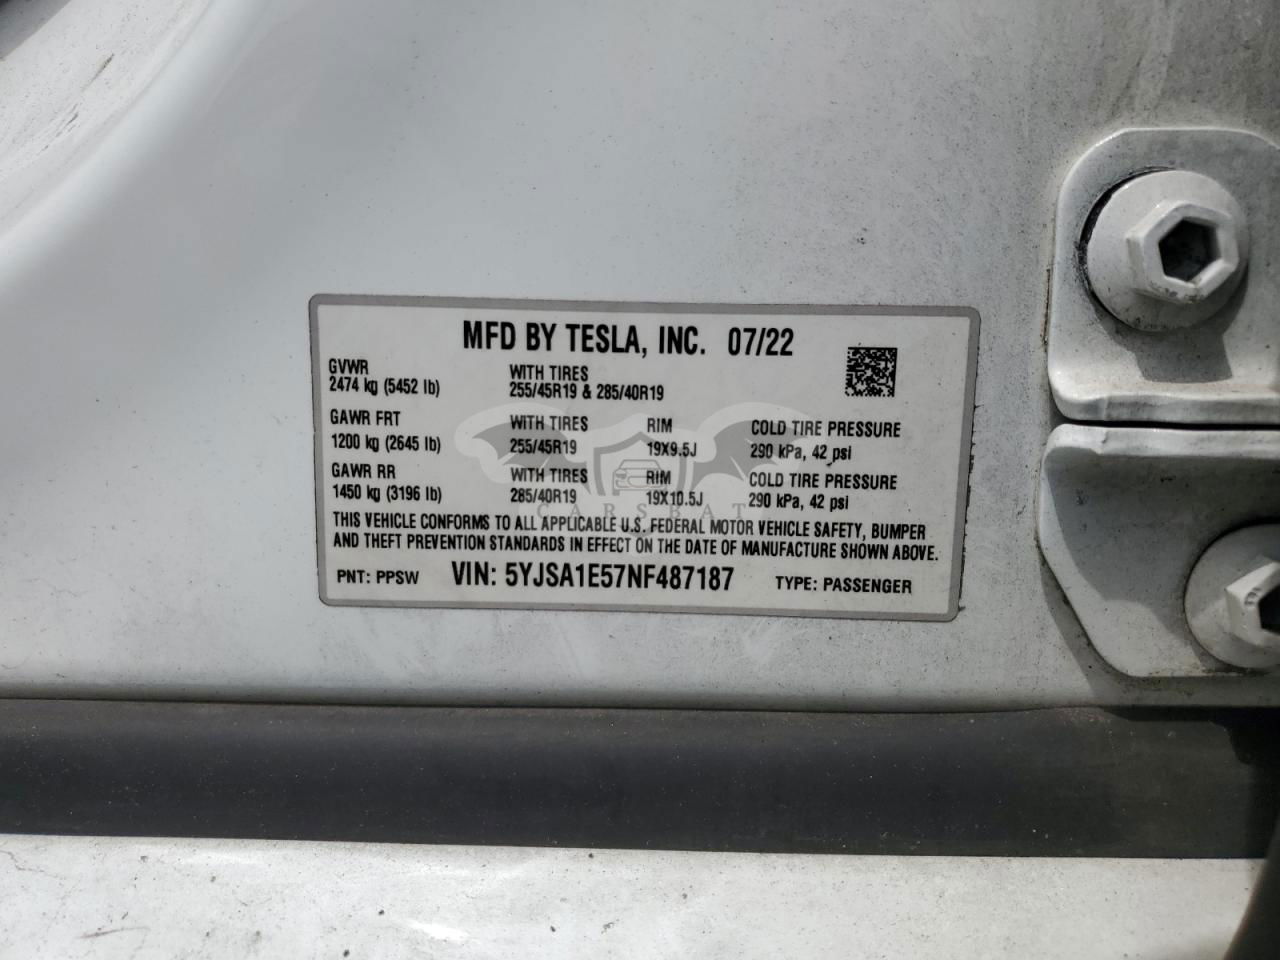 MFD BY TESLA, INC. 07/22
GVWR WITH TIRES
2474 kg (5452 lb) 255/45R19 & 285/40R19
GAWR FRT WITH TIRES RIM COLD TIRE PRESSURE
1200 kg (2645 lb) 255/45R19 19X9.5J 290 kPa, 42 psi
GAWR RR WITH TIRES RIM COLD TIRE PRESSURE
1450 kg (3196 lb) 285/40R19 19X10.5J 290 kPa, 42 psi
CARSBAT
THIS VEHICLE CONFORMS TO ALL APPLICABLE U.S. FEDERAL MOTOR VEHICLE SAFETY, BUMPER
AND THEFT PREVENTION STANDARDS IN EFFECT ON THE DATE OF MANUFACTURE SHOWN ABOVE.
PNT: PPSW VIN: 5YJSA1E57NF487187 TYPE: PASSENGER